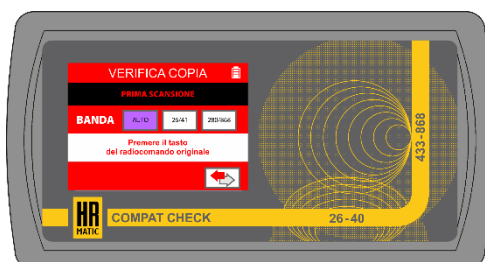 VERIFICA COPIA
PRIMA SCANSIONE
BANDA AUTO 26/41 280/868
Premere il tasto
del radiocomando originale
433-868
HR
MATIC
COMPAT CHECK
26-40